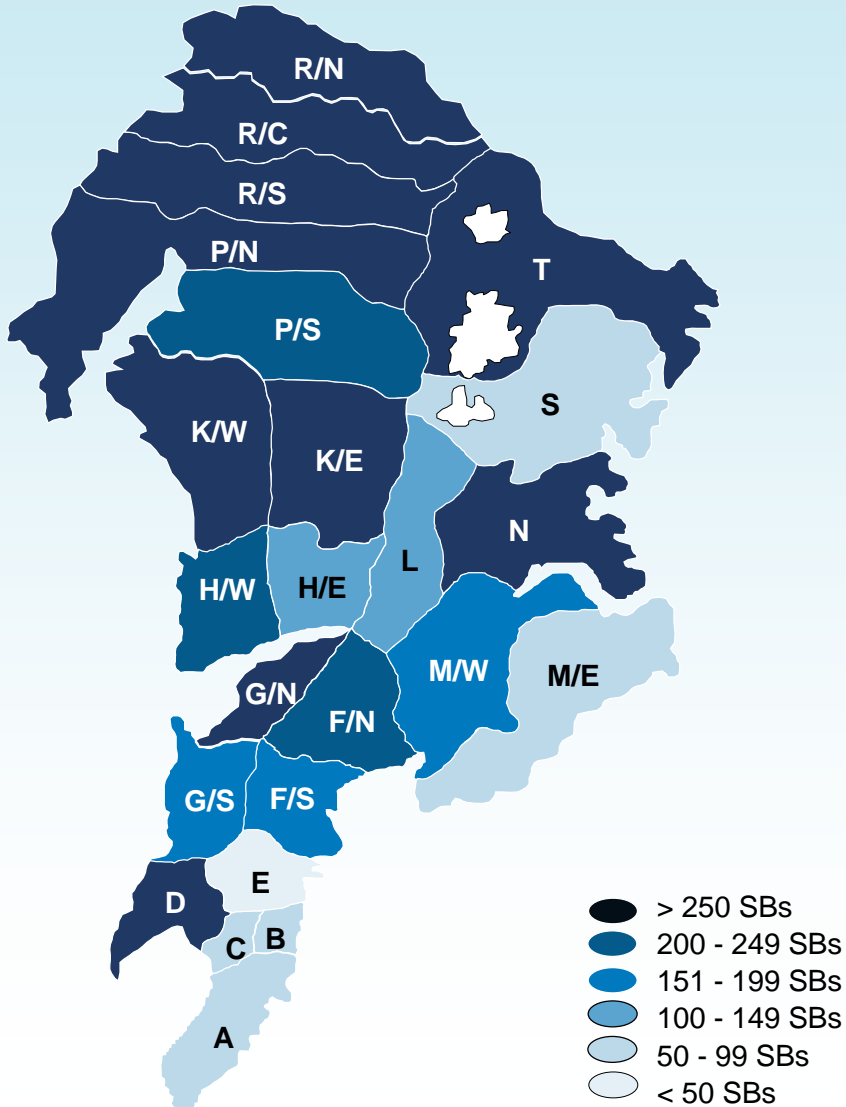 R/N
R/C
R/S
P/N
T
P/S
S
K/W
K/E
N
L
H/W
H/E
M/W
M/E
G/N
F/N
G/S
F/S
E
D
B
C
A
> 250 SBs
200 - 249 SBs
151 - 199 SBs
100 - 149 SBs
50 - 99 SBs
< 50 SBs